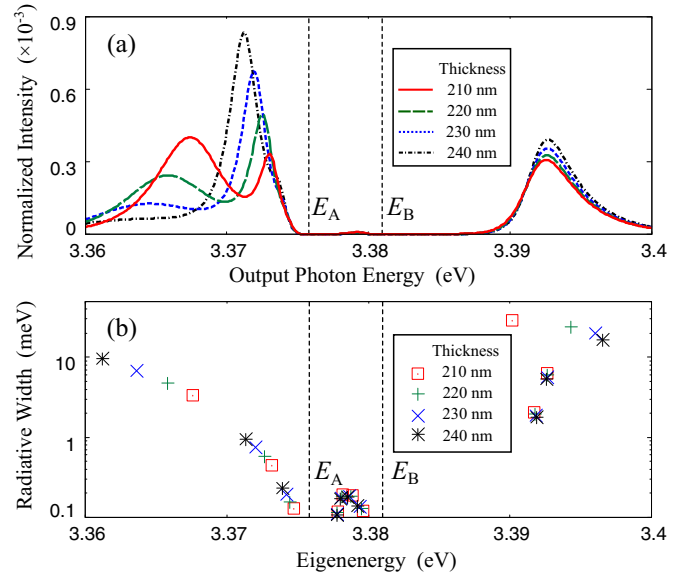 (a)
Normalized Intensity (×10⁻³)
0.9
0.6
0.3
0
Thickness
210 nm
220 nm
230 nm
240 nm
E_A
E_B
3.36
3.37
3.38
3.39
3.4
Output Photon Energy (eV)
(b)
Radiative Width (meV)
10
1
0.1
Thickness
210 nm
220 nm
230 nm
240 nm
E_A
E_B
3.36
3.37
3.38
3.39
3.4
Eigenenergy (eV)